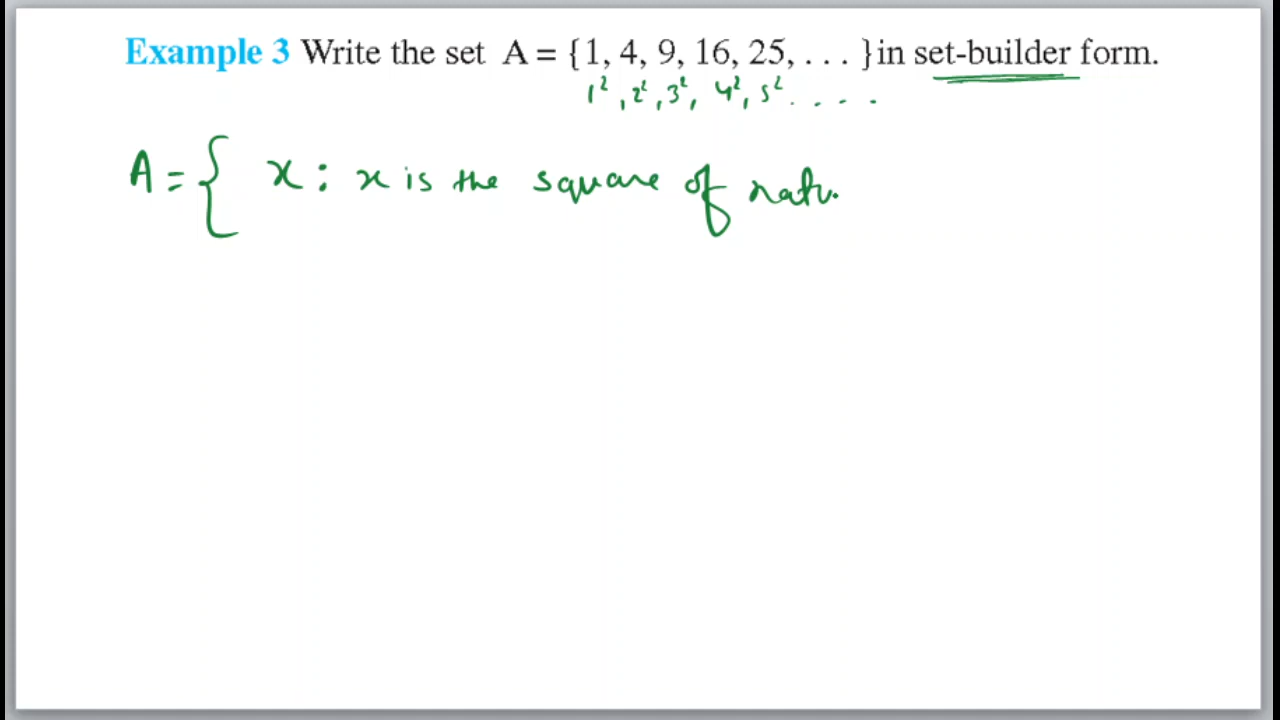 Example 3 Write the set A = {1, 4, 9, 16, 25, . . . }in set-builder form.
1², 2², 3², 4², 5² . . . .
A = { x : x is the square of natu